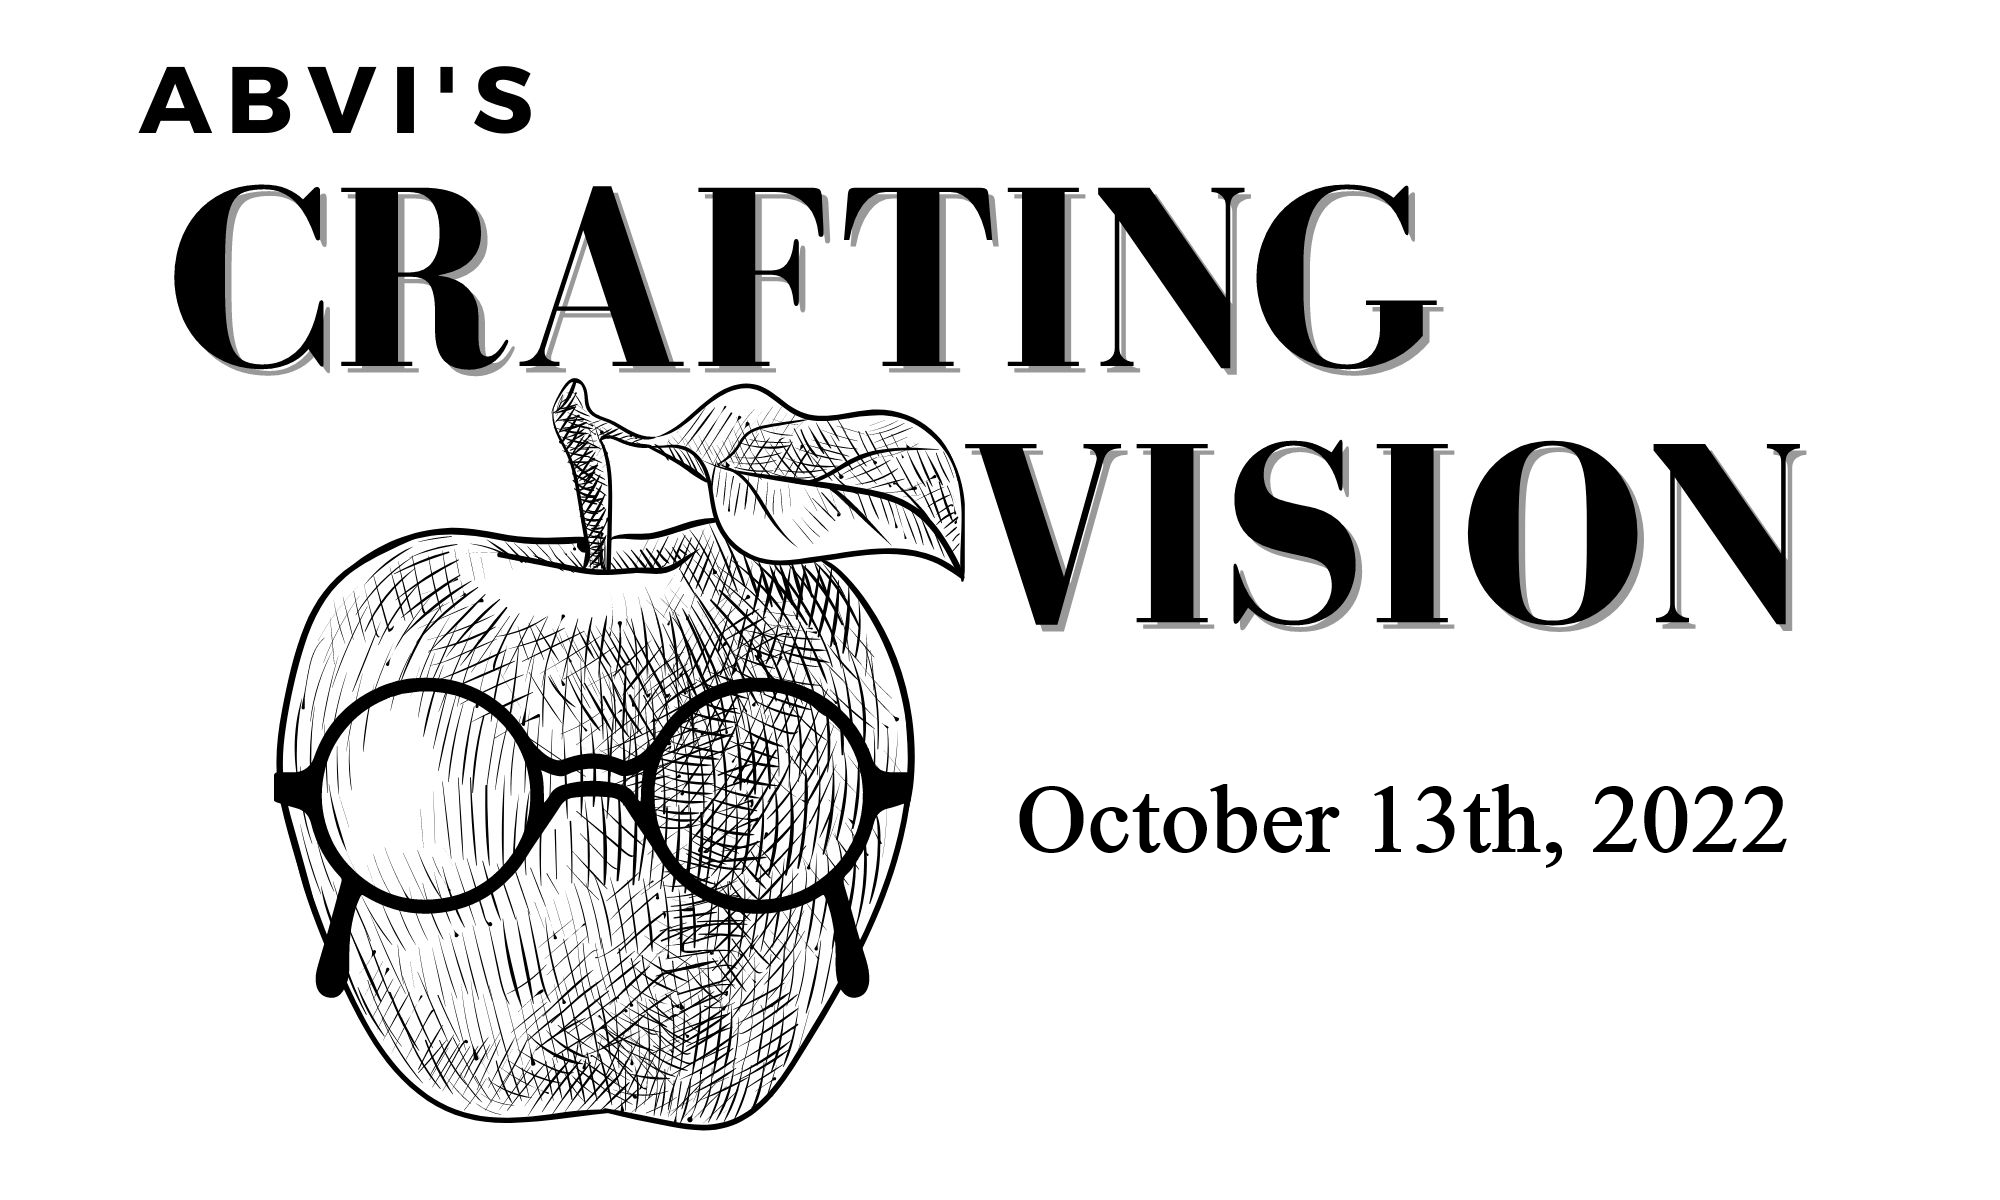 ABVI'S
CRAFTING
VISION
October 13th, 2022